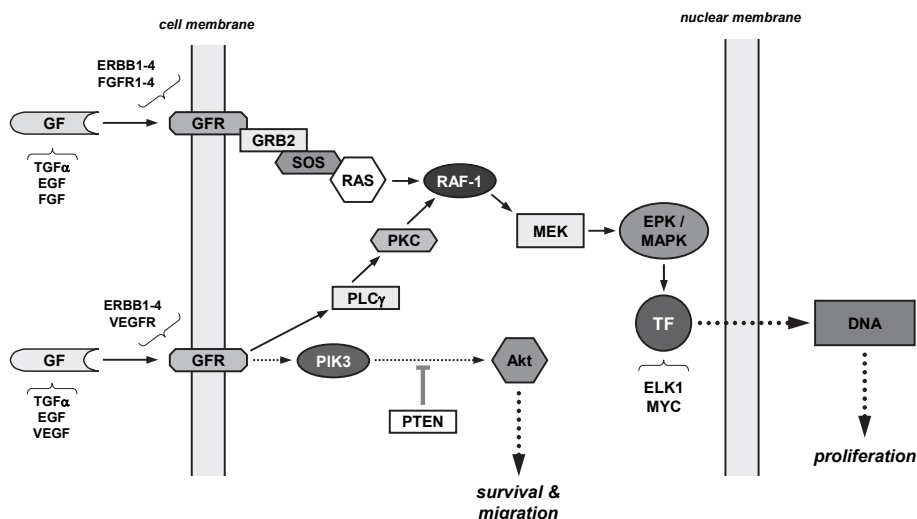 cell membrane
nuclear membrane
ERBB1-4
FGFR1-4
GF
GFR
GRB2
SOS
RAS
RAF-1
TGFα
EGF
FGF
MEK
EPK /
MAPK
PKC
PLCγ
ERBB1-4
VEGFR
TF
DNA
GF
GFR
PIK3
Akt
TGFα
EGF
VEGF
PTEN
ELK1
MYC
proliferation
survival &
migration